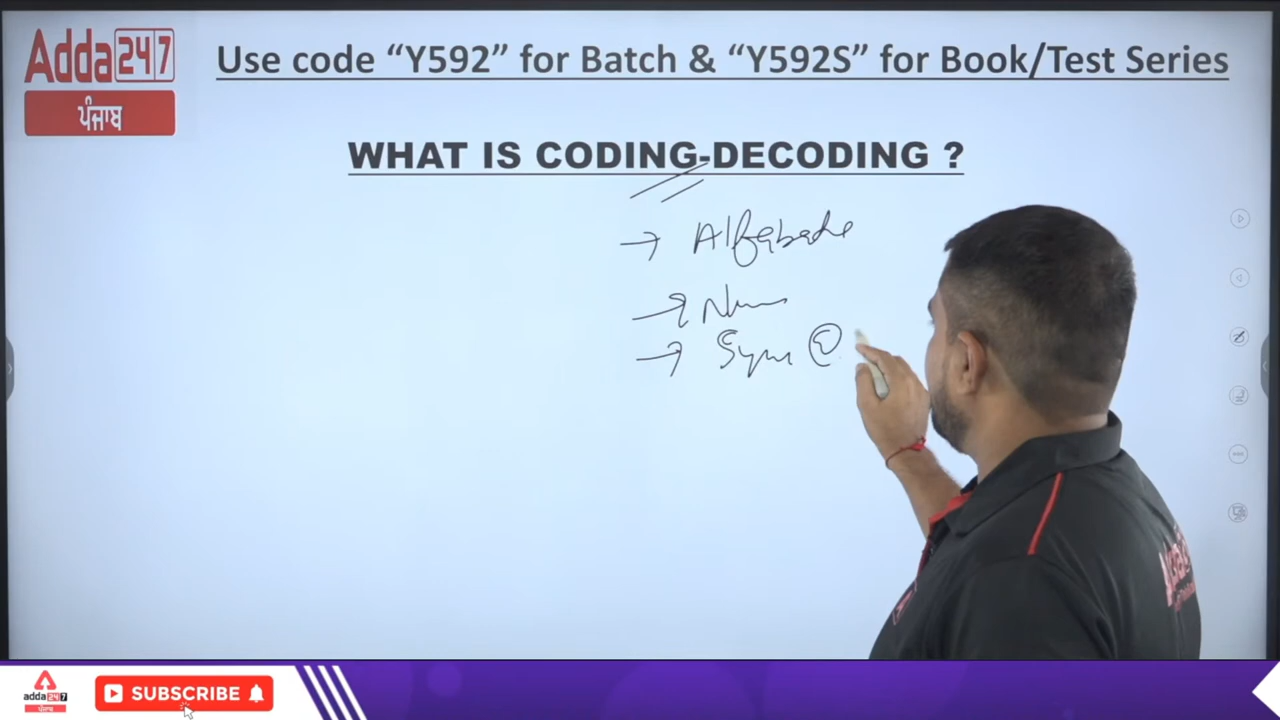 Adda247
ਪੰਜਾਬ
Use code “Y592” for Batch & “Y592S” for Book/Test Series
WHAT IS CODING-DECODING ?
→ Alfabade
→ Num
→ Sym @
adda247
ਪੰਜਾਬ
SUBSCRIBE